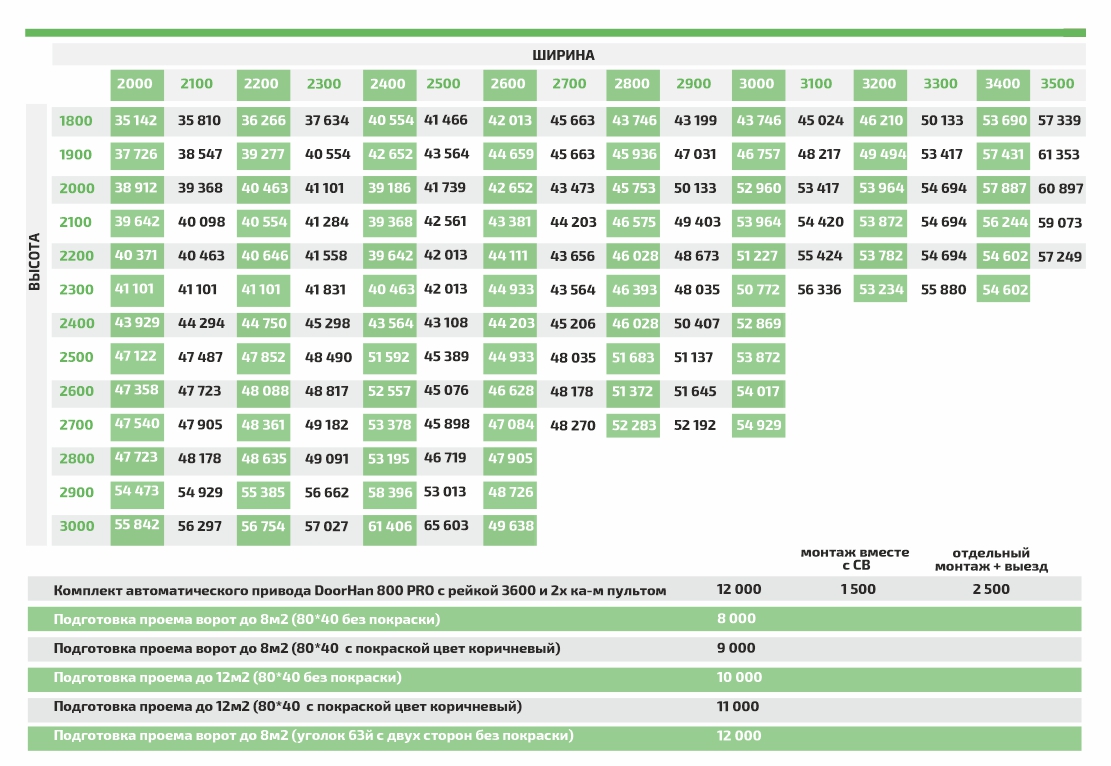 ШИРИНА
2000 2100 2200 2300 2400 2500 2600 2700 2800 2900 3000 3100 3200 3300 3400 3500
ВЫСОТА
1800 35 142 35 810 36 266 37 634 40 554 41 466 42 013 45 663 43 746 43 199 43 746 45 024 46 210 50 133 53 690 57 339
1900 37 726 38 547 39 277 40 554 42 652 43 564 44 659 45 663 45 936 47 031 46 757 48 217 49 494 53 417 57 431 61 353
2000 38 912 39 368 40 463 41 101 39 186 41 739 42 652 43 473 45 753 50 133 52 960 53 417 53 964 54 694 57 887 60 897
2100 39 642 40 098 40 554 41 284 39 368 42 561 43 381 44 203 46 575 49 403 53 964 54 420 53 872 54 694 56 244 59 073
2200 40 371 40 463 40 646 41 558 39 642 42 013 44 111 43 656 46 028 48 673 51 227 55 424 53 782 54 694 54 602 57 249
2300 41 101 41 101 41 101 41 831 40 463 42 013 44 933 43 564 46 393 48 035 50 772 56 336 53 234 55 880 54 602
2400 43 929 44 294 44 750 45 298 43 564 43 108 44 203 45 206 46 028 50 407 52 869
2500 47 122 47 487 47 852 48 490 51 592 45 389 44 933 48 035 51 683 51 137 53 872
2600 47 358 47 723 48 088 48 817 52 557 45 076 46 628 48 178 51 372 51 645 54 017
2700 47 540 47 905 48 361 49 182 53 378 45 898 47 084 48 270 52 283 52 192 54 929
2800 47 723 48 178 48 635 49 091 53 195 46 719 47 905
2900 54 473 54 929 55 385 56 662 58 396 53 013 48 726
3000 55 842 56 297 56 754 57 027 61 406 65 603 49 638
монтаж вместе с СВ
отдельный монтаж + выезд
Комплект автоматического привода DoorHan 800 PRO с рейкой 3600 и 2х ка-м пультом 12 000 1 500 2 500
Подготовка проема ворот до 8м2 (80*40 без покраски) 8 000
Подготовка проема ворот до 8м2 (80*40 с покраской цвет коричневый) 9 000
Подготовка проема до 12м2 (80*40 без покраски) 10 000
Подготовка проема до 12м2 (80*40 с покраской цвет коричневый) 11 000
Подготовка проема ворот до 8м2 (уголок 63й с двух сторон без покраски) 12 000